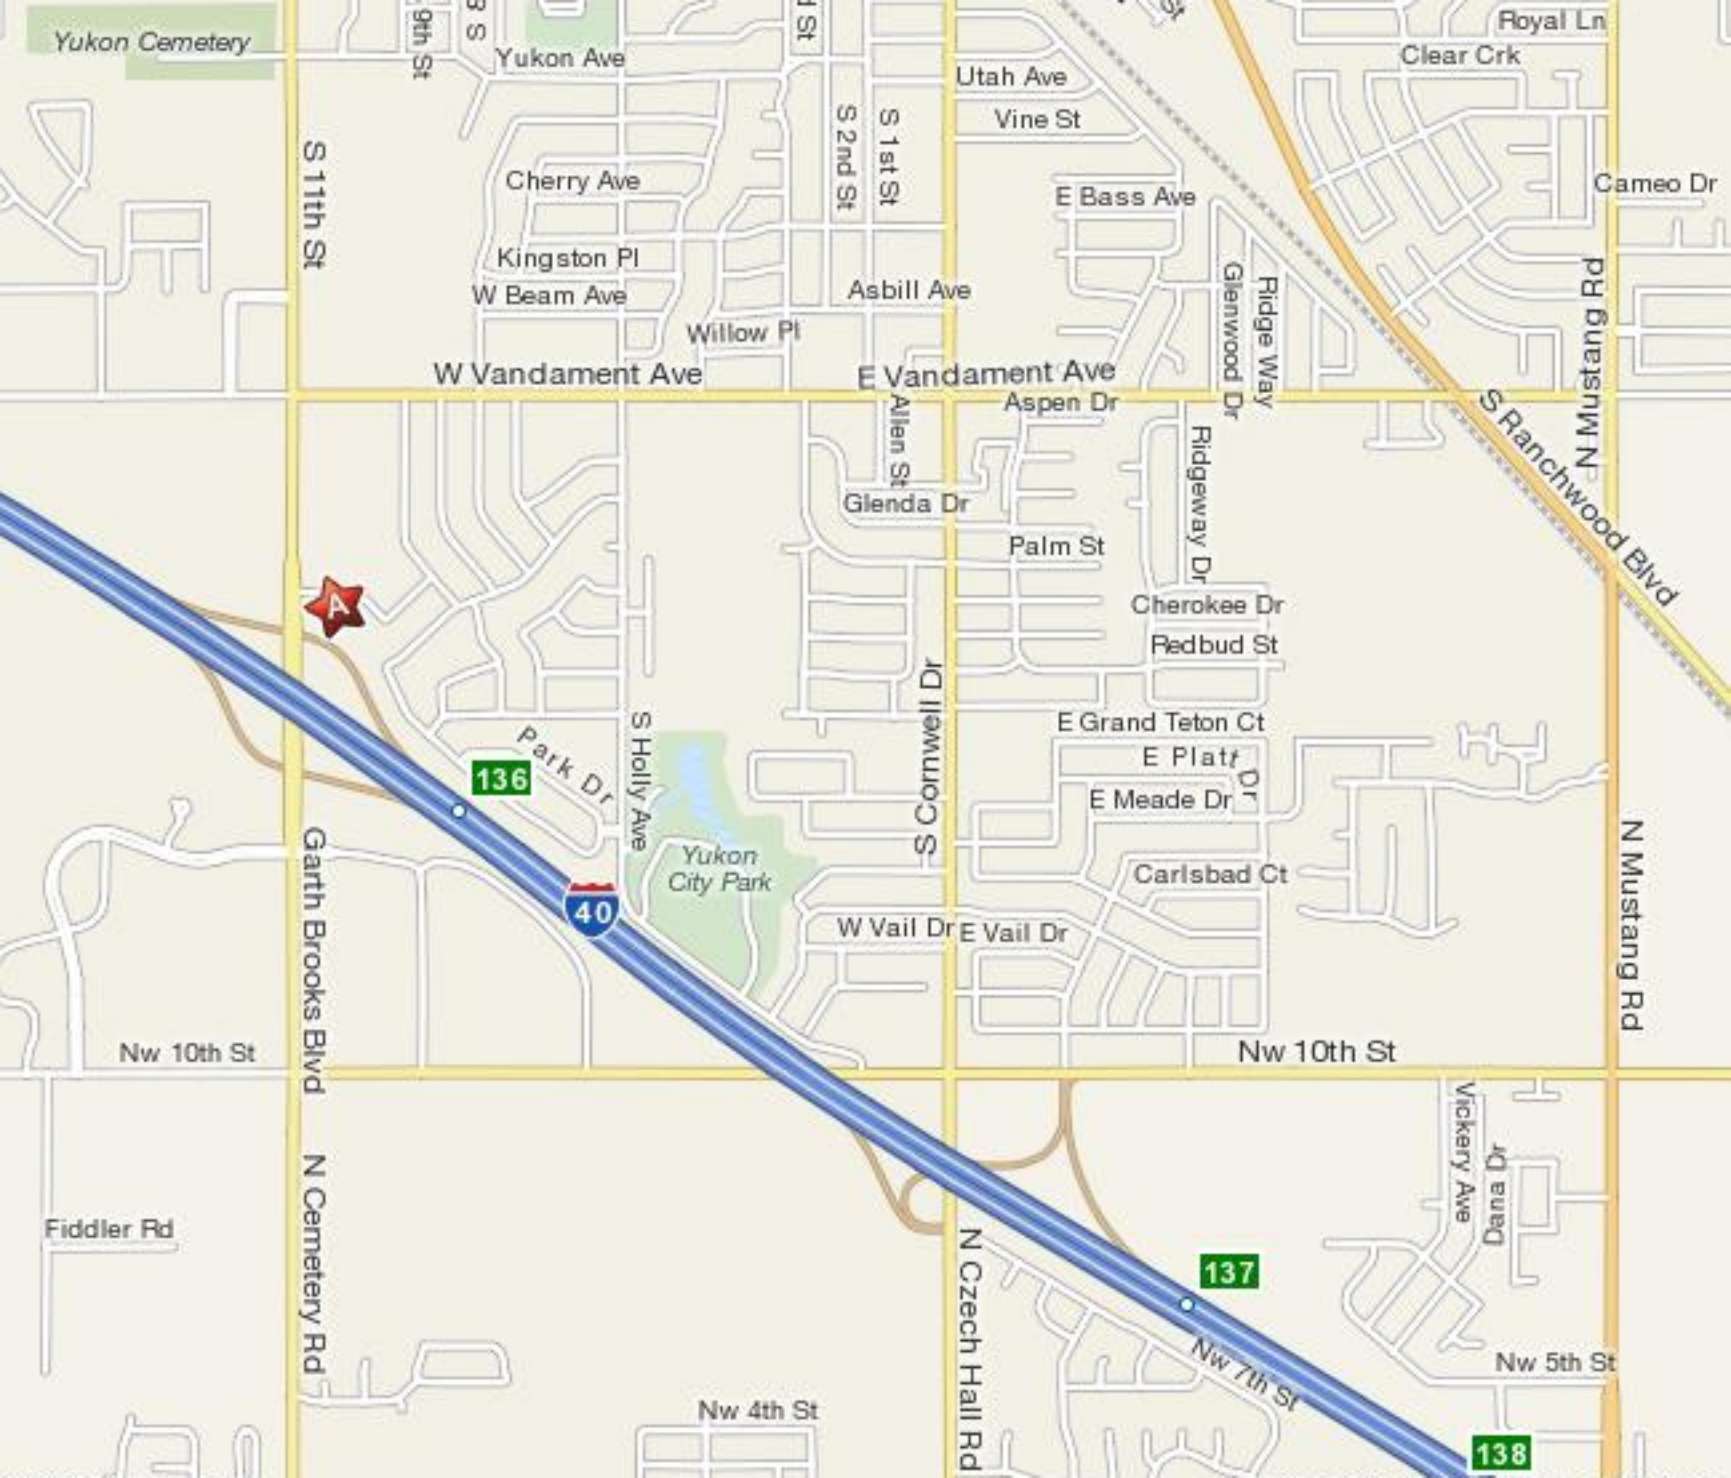 Yukon Cemetery
9th St
Yukon Ave
Royal Ln
Clear Crk
Utah Ave
Vine St
S 11th St
S 2nd St
S 1st St
Cherry Ave
E Bass Ave
Cameo Dr
Kingston Pl
W Beam Ave
Asbill Ave
Glenwood Dr
Ridge Way
N Mustang Rd
Willow Pl
W Vandament Ave
E Vandament Ave
Aspen Dr
Allen St
S Ranchwood Blvd
Ridgeway Dr
Glenda Dr
Palm St
A
Cherokee Dr
Redbud St
S Cornwell Dr
E Grand Teton Ct
S Holly Ave
Park Dr
E Platt Dr
136
E Meade Dr
Garth Brooks Blvd
Yukon
City Park
Carlsbad Ct
N Mustang Rd
40
W Vail Dr
E Vail Dr
Nw 10th St
Nw 10th St
Vickery Ave
Dana Dr
N Cemetery Rd
Fiddler Rd
N Czech Hall Rd
137
Nw 7th St
Nw 5th St
Nw 4th St
138